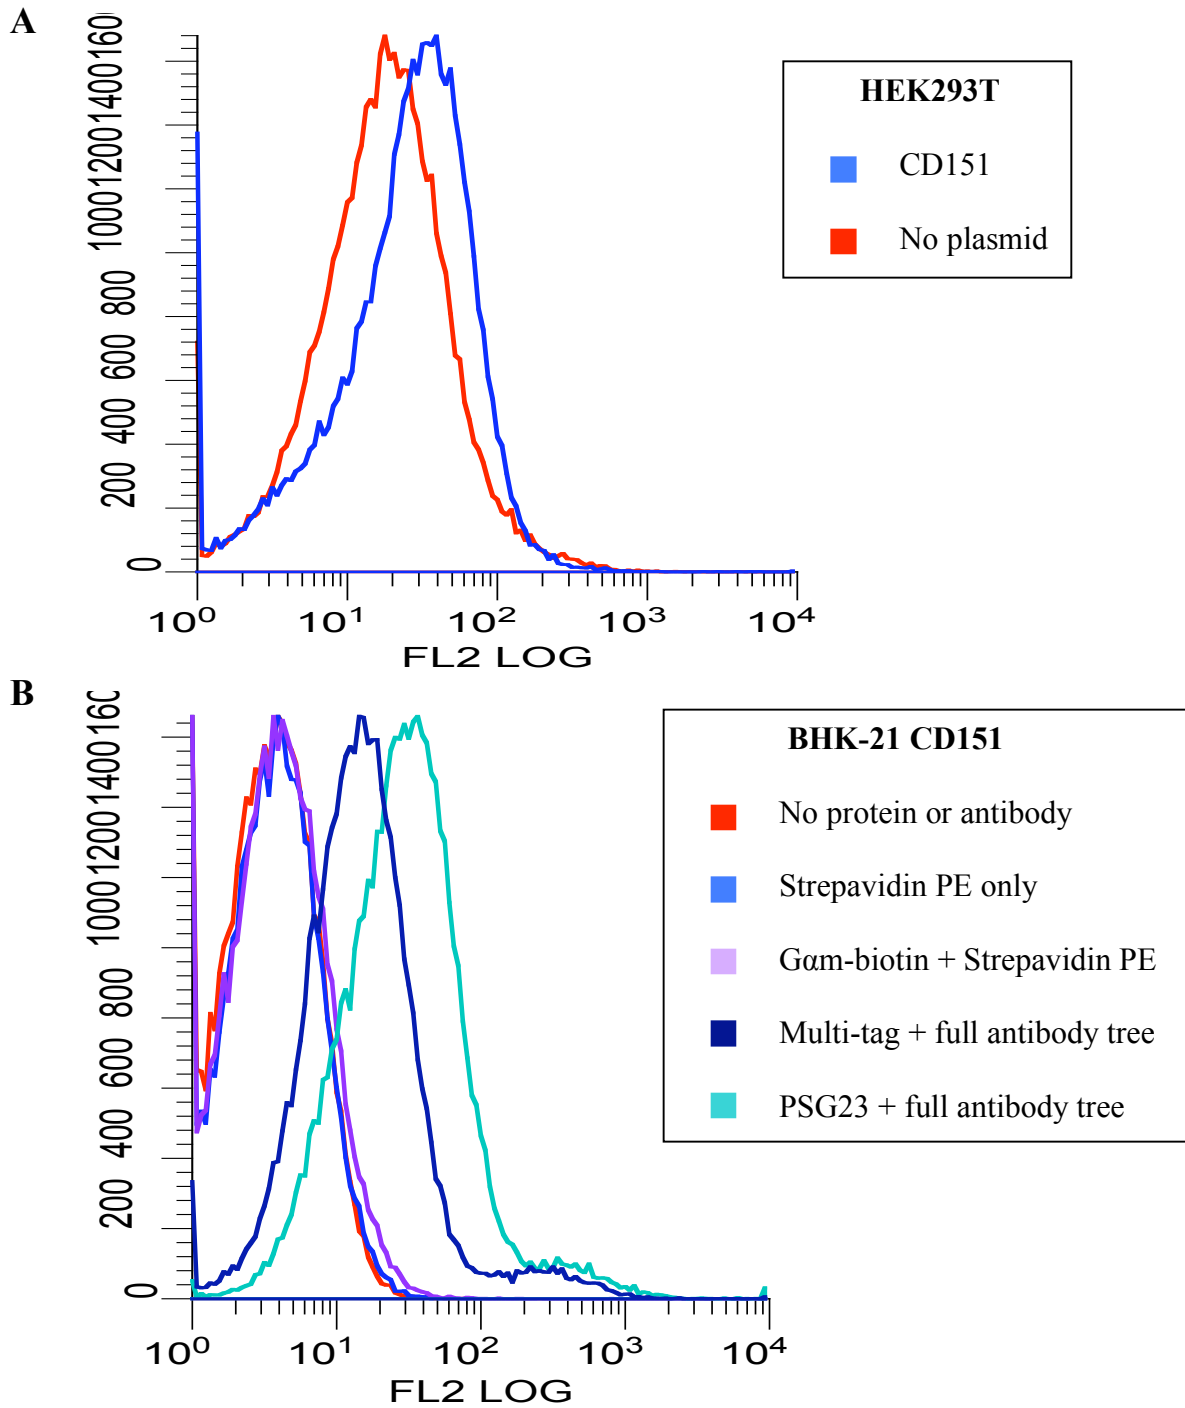 A
0 200 400 600 800 1000 1200 1400 160
10⁰ 10¹ 10² 10³ 10⁴
FL2 LOG
HEK293T
CD151
No plasmid
B
0 200 400 600 800 1000 1200 1400 160
10⁰ 10¹ 10² 10³ 10⁴
FL2 LOG
BHK-21 CD151
No protein or antibody
Strepavidin PE only
Gαm-biotin + Strepavidin PE
Multi-tag + full antibody tree
PSG23 + full antibody tree